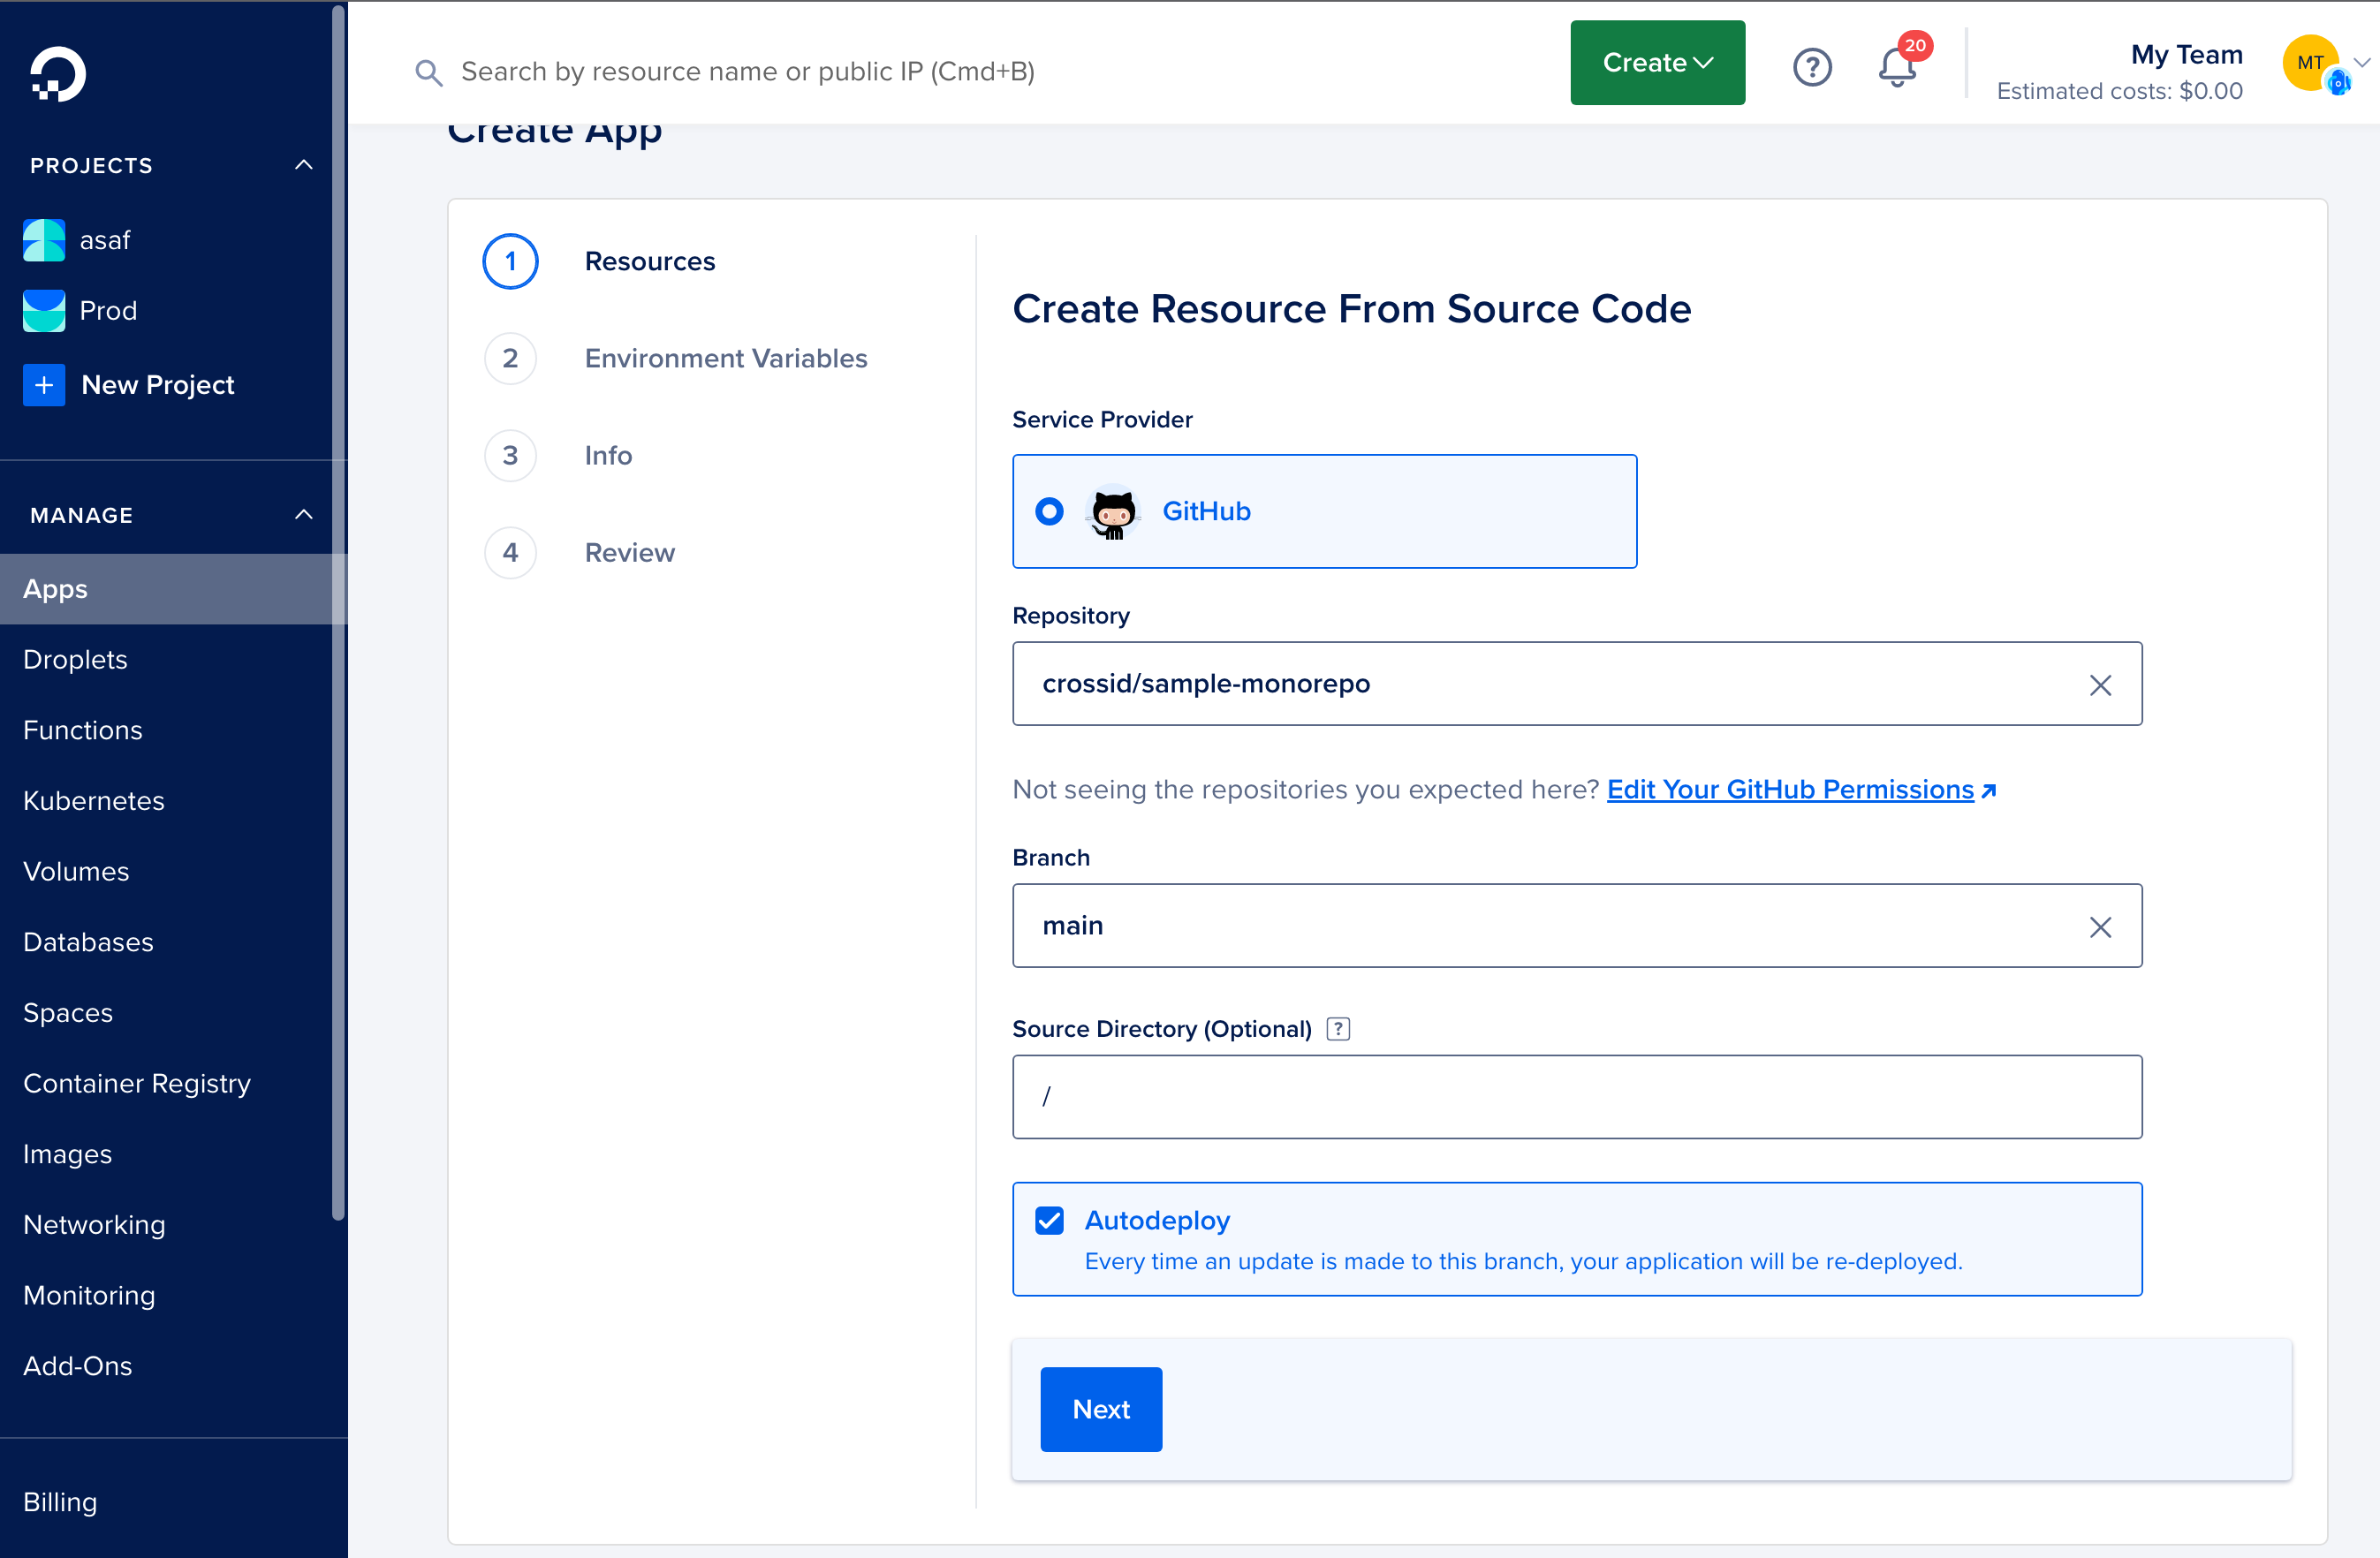 Search by resource name or public IP (Cmd+B)
Create
?
20
My Team
Estimated costs: $0.00
MT
PROJECTS
asaf
Prod
+ New Project
MANAGE
Apps
Droplets
Functions
Kubernetes
Volumes
Databases
Spaces
Container Registry
Images
Networking
Monitoring
Add-Ons
Billing
Create App
1 Resources
2 Environment Variables
3 Info
4 Review
Create Resource From Source Code
Service Provider
GitHub
Repository
crossid/sample-monorepo
Not seeing the repositories you expected here? Edit Your GitHub Permissions
Branch
main
Source Directory (Optional) ?
/
Autodeploy
Every time an update is made to this branch, your application will be re-deployed.
Next